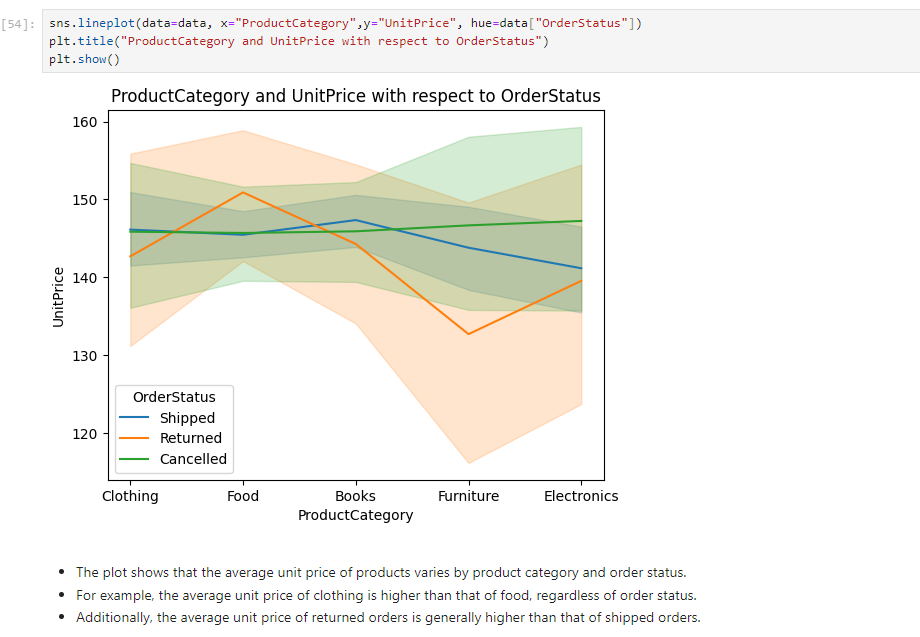 [54]: sns.lineplot(data=data, x="ProductCategory",y="UnitPrice", hue=data["OrderStatus"])
plt.title("ProductCategory and UnitPrice with respect to OrderStatus")
plt.show()
ProductCategory and UnitPrice with respect to OrderStatus
160
150
140
130
120
UnitPrice
OrderStatus
Shipped
Returned
Cancelled
Clothing Food Books Furniture Electronics
ProductCategory
• The plot shows that the average unit price of products varies by product category and order status.
• For example, the average unit price of clothing is higher than that of food, regardless of order status.
• Additionally, the average unit price of returned orders is generally higher than that of shipped orders.